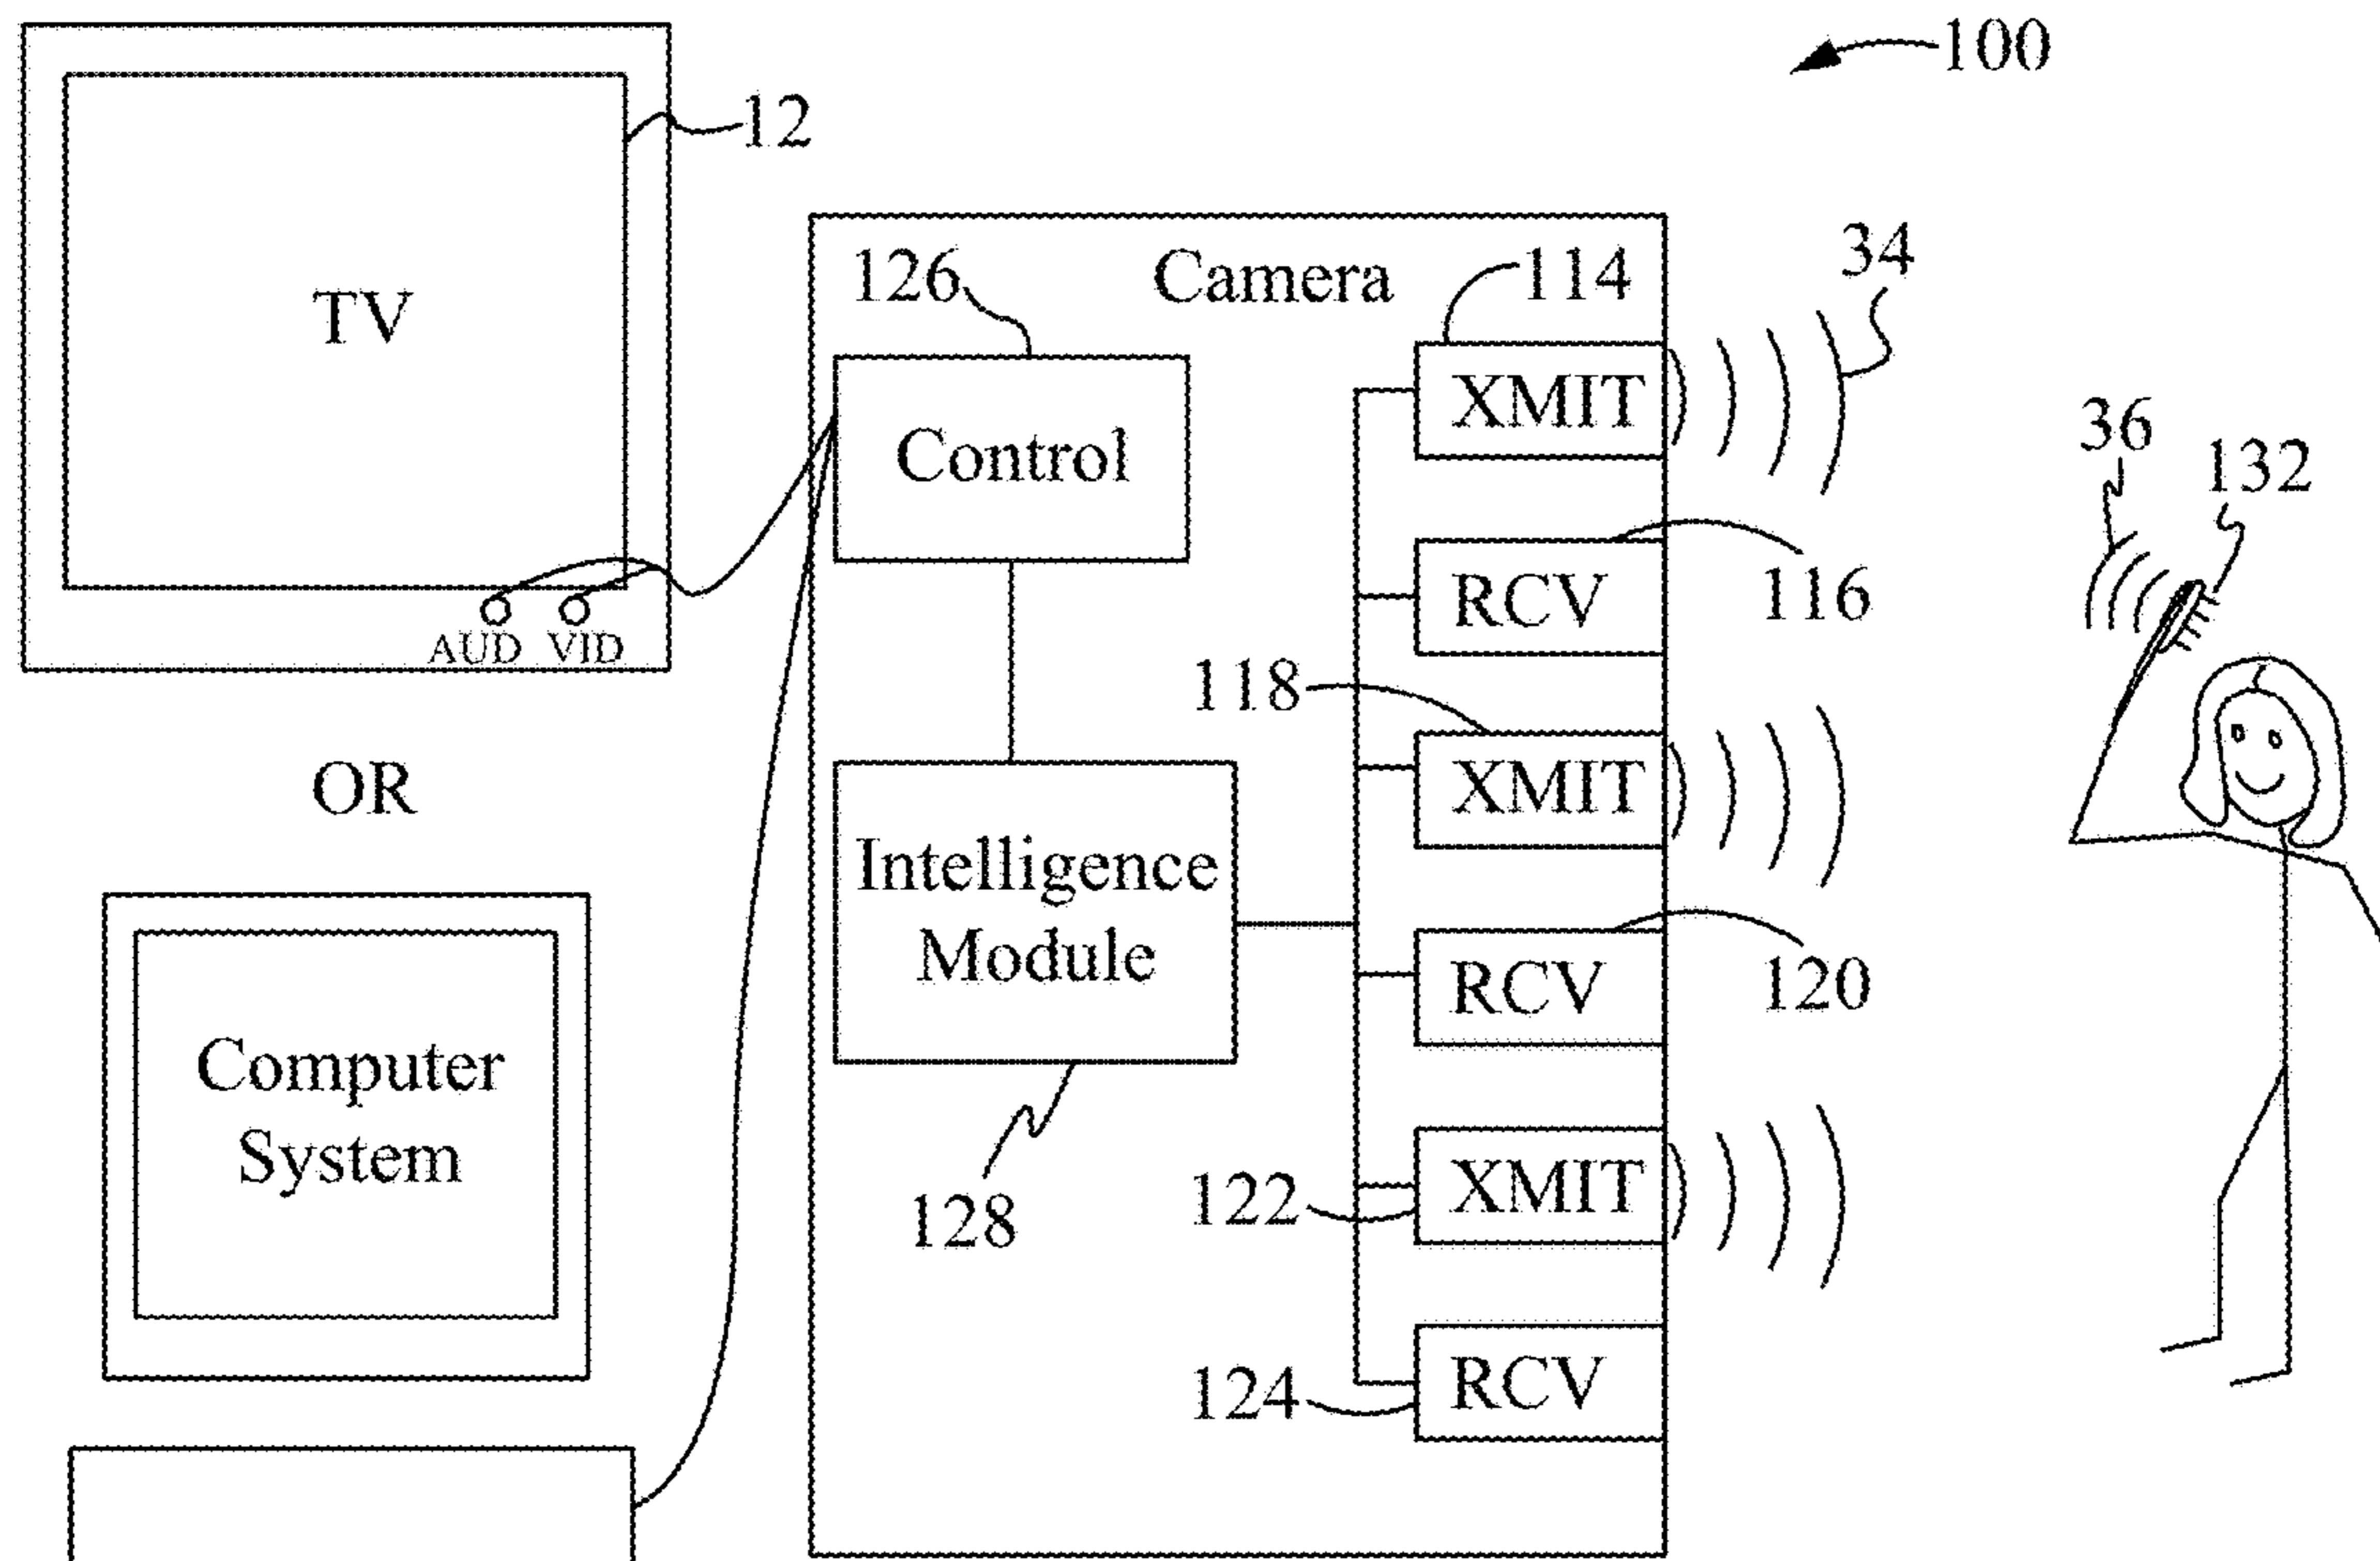 100
12
TV
AUD VID
OR
Computer
System
Camera
126
114
34
Control
XMIT
36
132
RCV
116
118
XMIT
Intelligence
Module
RCV
120
128
122
XMIT
124
RCV